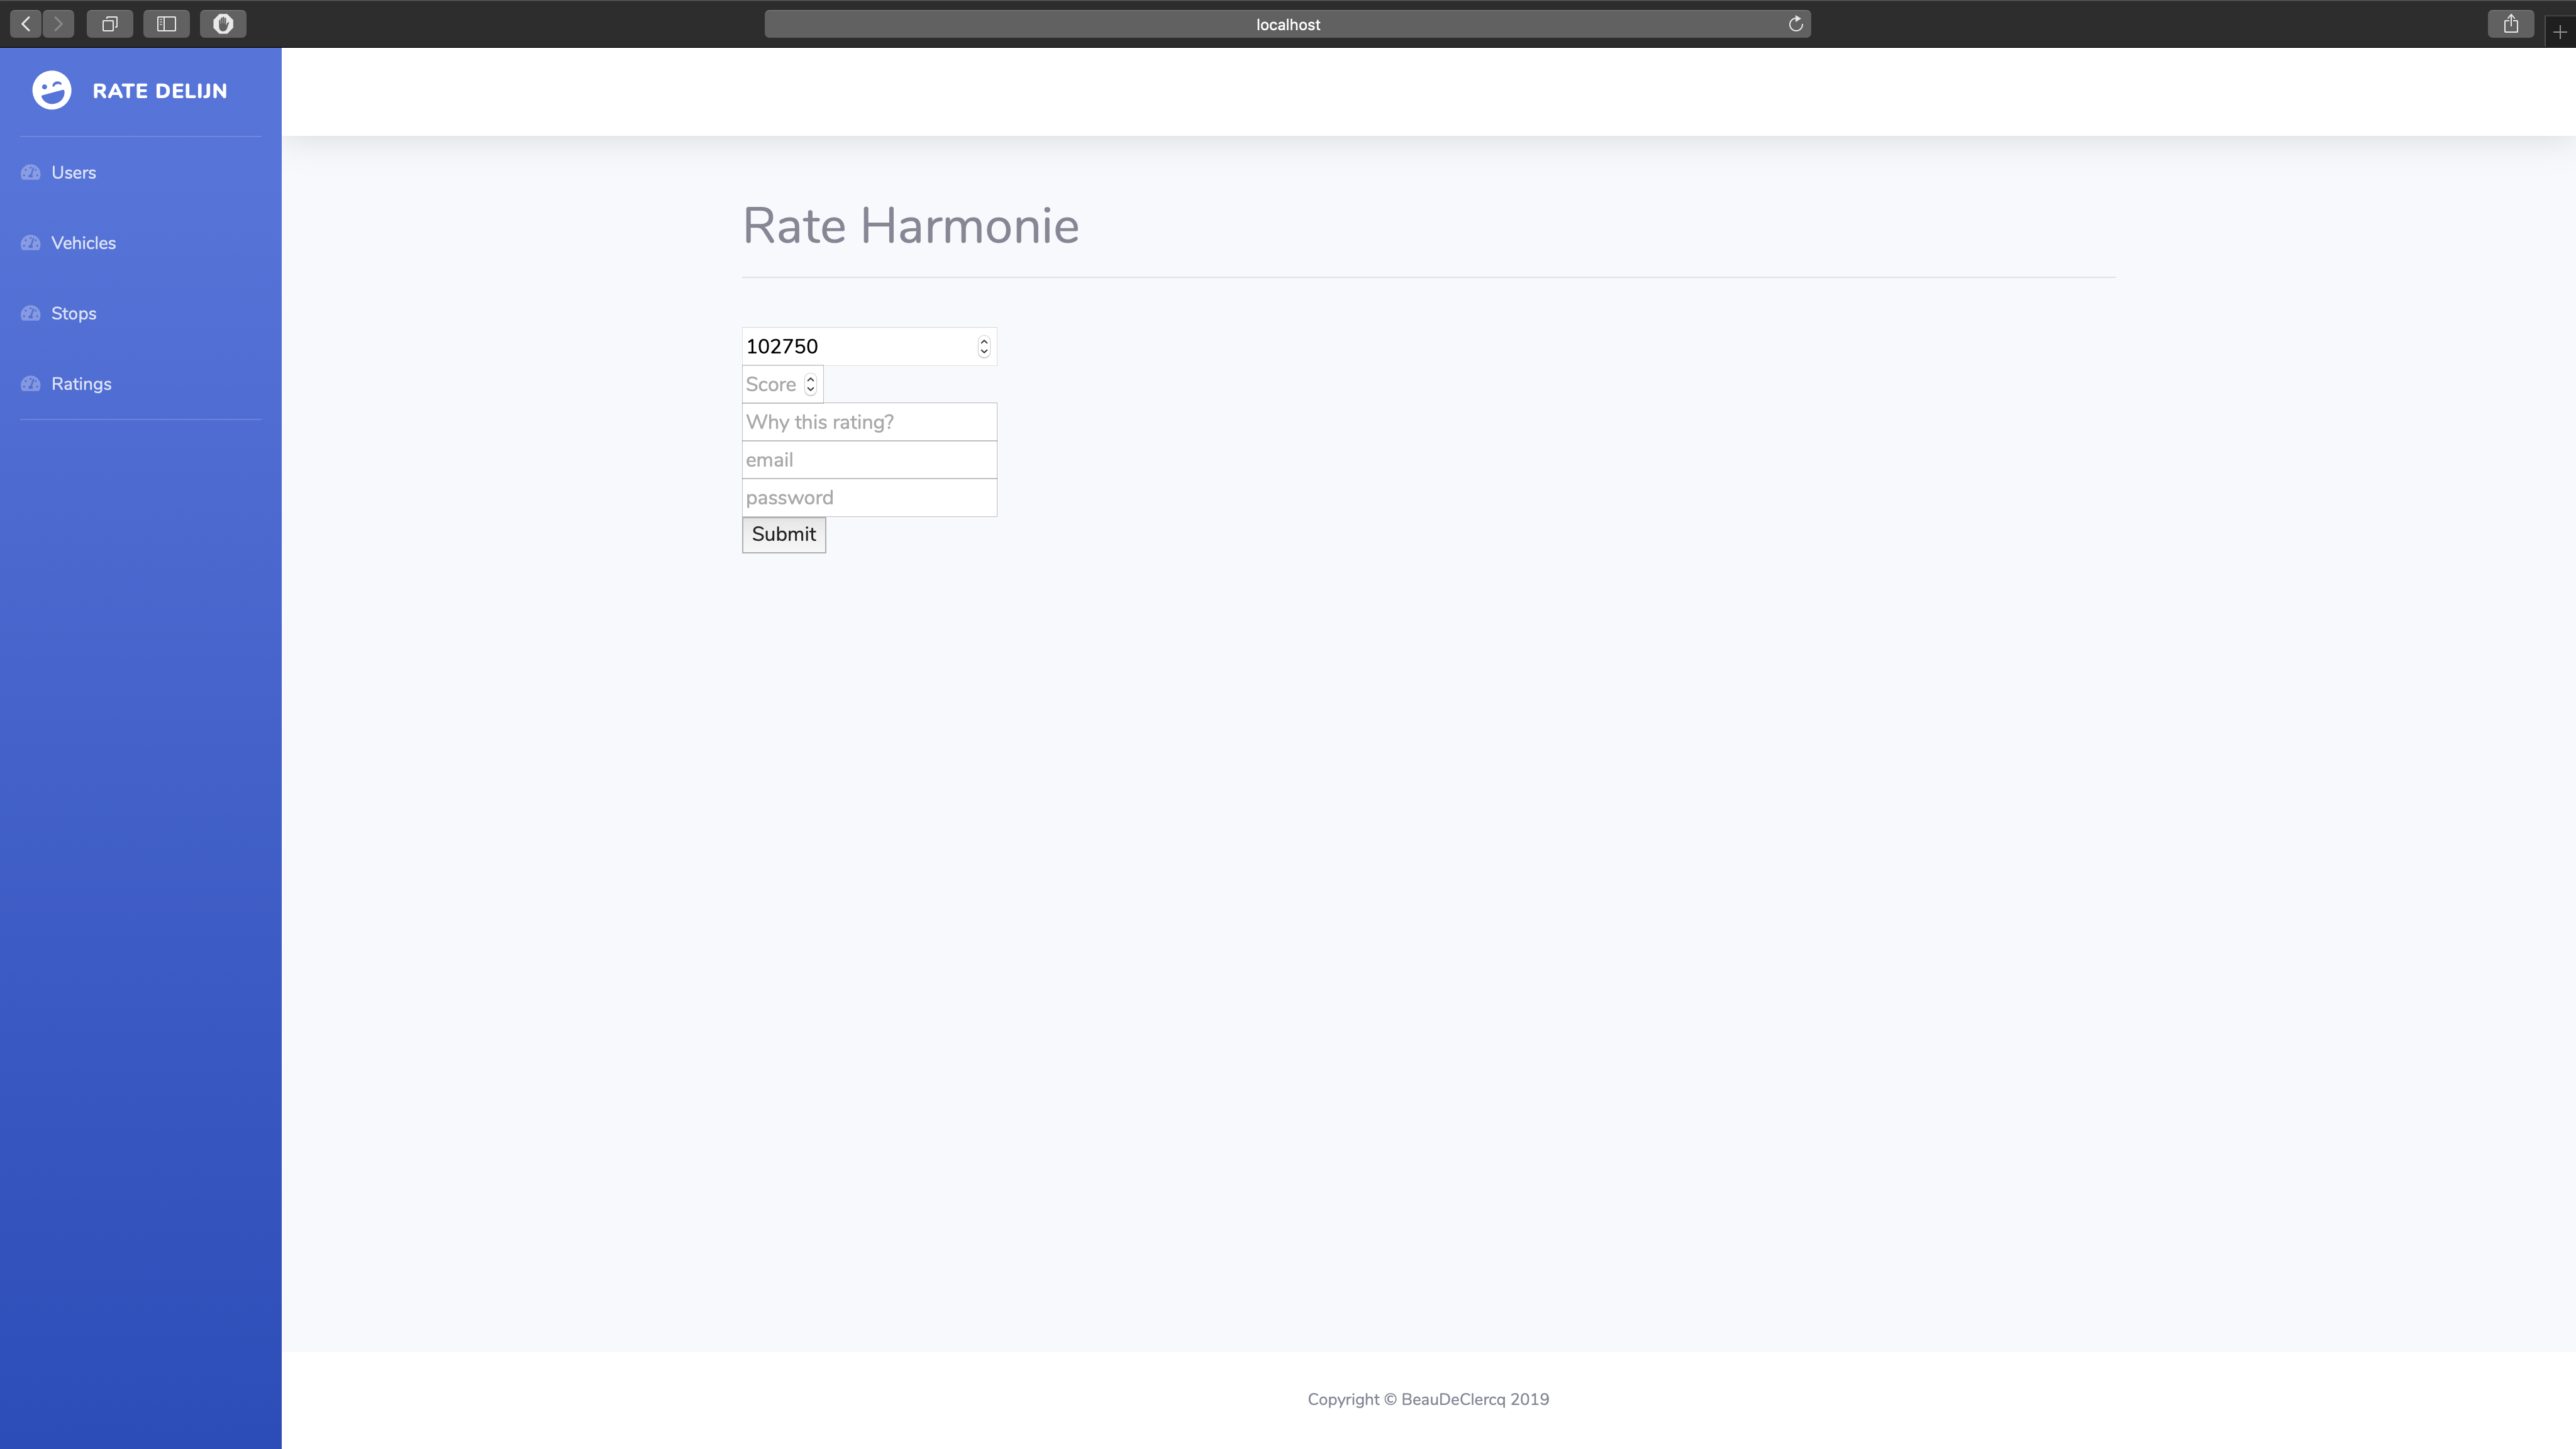 localhost
RATE DELIJN
Users
Vehicles
Stops
Ratings
Rate Harmonie
102750
Score
Why this rating?
email
password
Submit
Copyright © BeauDeClercq 2019